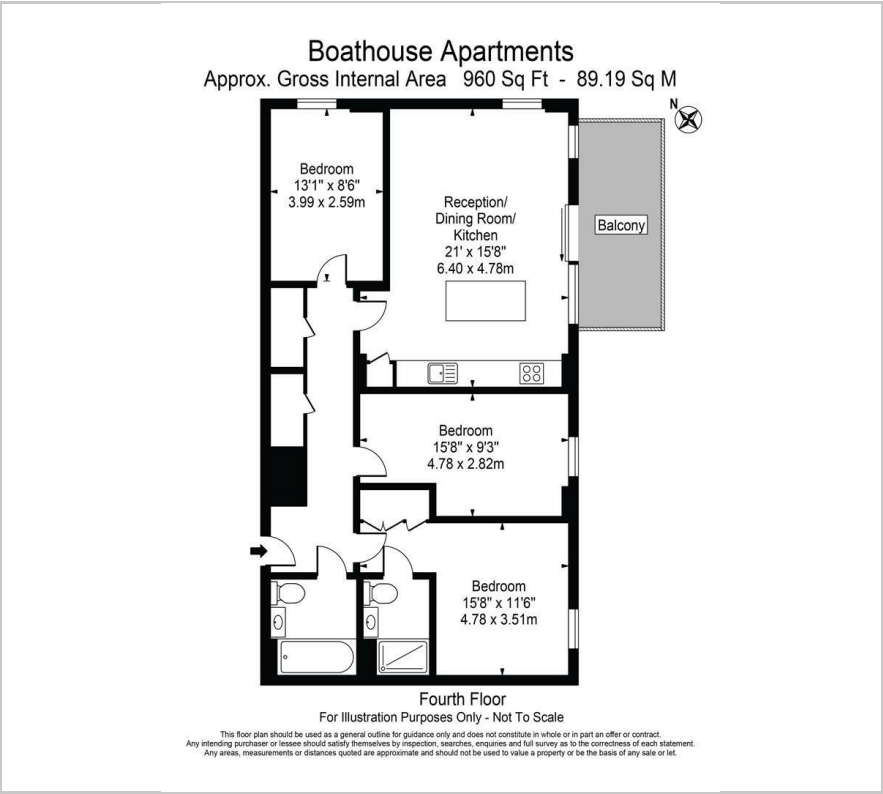 Boathouse Apartments
Approx. Gross Internal Area 960 Sq Ft - 89.19 Sq M
N
Bedroom
13'1" x 8'6"
3.99 x 2.59m
Reception/
Dining Room/
Kitchen
21' x 15'8"
6.40 x 4.78m
Balcony
Bedroom
15'8" x 9'3"
4.78 x 2.82m
Bedroom
15'8" x 11'6"
4.78 x 3.51m
Fourth Floor
For Illustration Purposes Only - Not To Scale
This floor plan should be used as a general outline for guidance only and does not constitute in whole or in part an offer or contract.
Any intending purchaser or lessee should satisfy themselves by inspection, searches, enquiries and full survey as to the correctness of each statement.
Any areas, measurements or distances quoted are approximate and should not be used to value a property or be the basis of any sale or let.